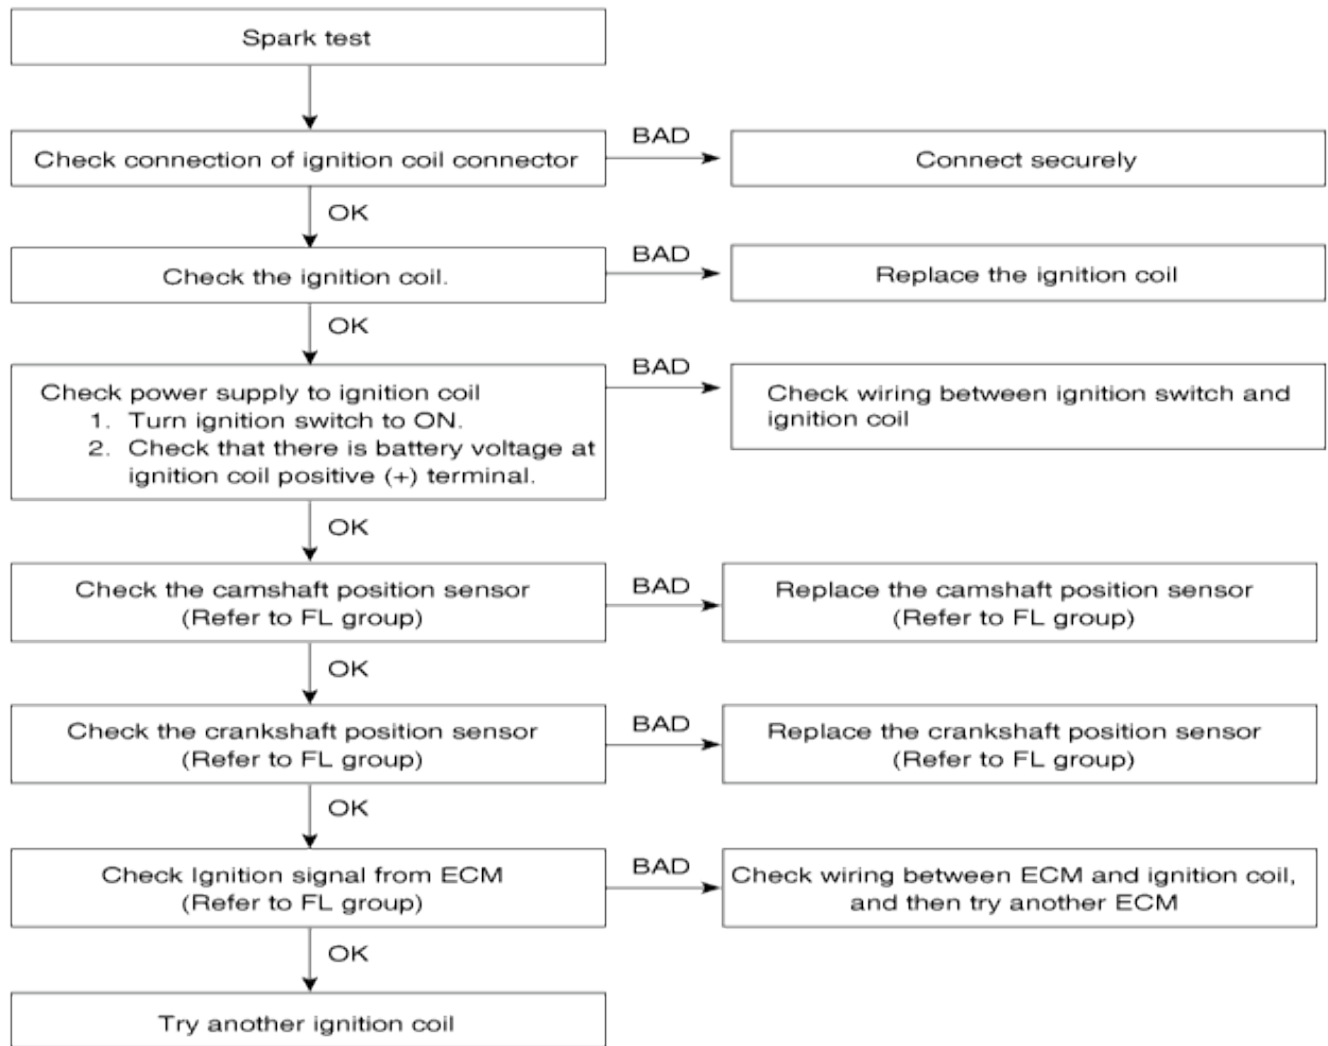 Spark test
Check connection of ignition coil connector
BAD
Connect securely
OK
Check the ignition coil.
BAD
Replace the ignition coil
OK
Check power supply to ignition coil
1. Turn ignition switch to ON.
2. Check that there is battery voltage at
ignition coil positive (+) terminal.
BAD
Check wiring between ignition switch and
ignition coil
OK
Check the camshaft position sensor
(Refer to FL group)
BAD
Replace the camshaft position sensor
(Refer to FL group)
OK
Check the crankshaft position sensor
(Refer to FL group)
BAD
Replace the crankshaft position sensor
(Refer to FL group)
OK
Check Ignition signal from ECM
(Refer to FL group)
BAD
Check wiring between ECM and ignition coil,
and then try another ECM
OK
Try another ignition coil